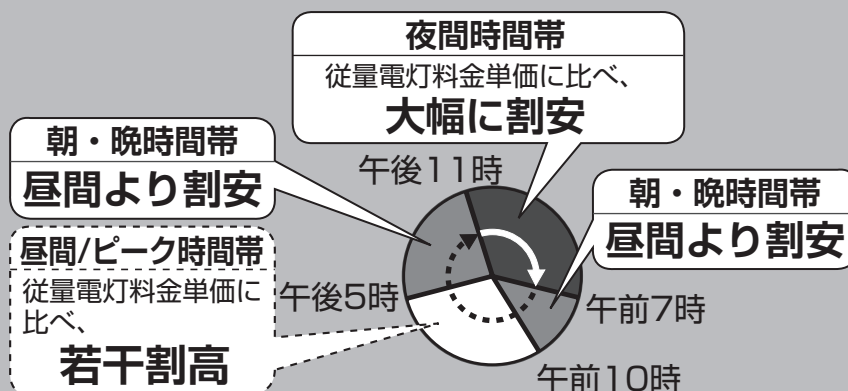 夜間時間帯
従量電灯料金単価に比べ、
大幅に割安
朝・晩時間帯
昼間より割安
午後11時
朝・晩時間帯
昼間より割安
昼間/ピーク時間帯
従量電灯料金単価に
比べ、
若干割高
午後5時
午前7時
午前10時